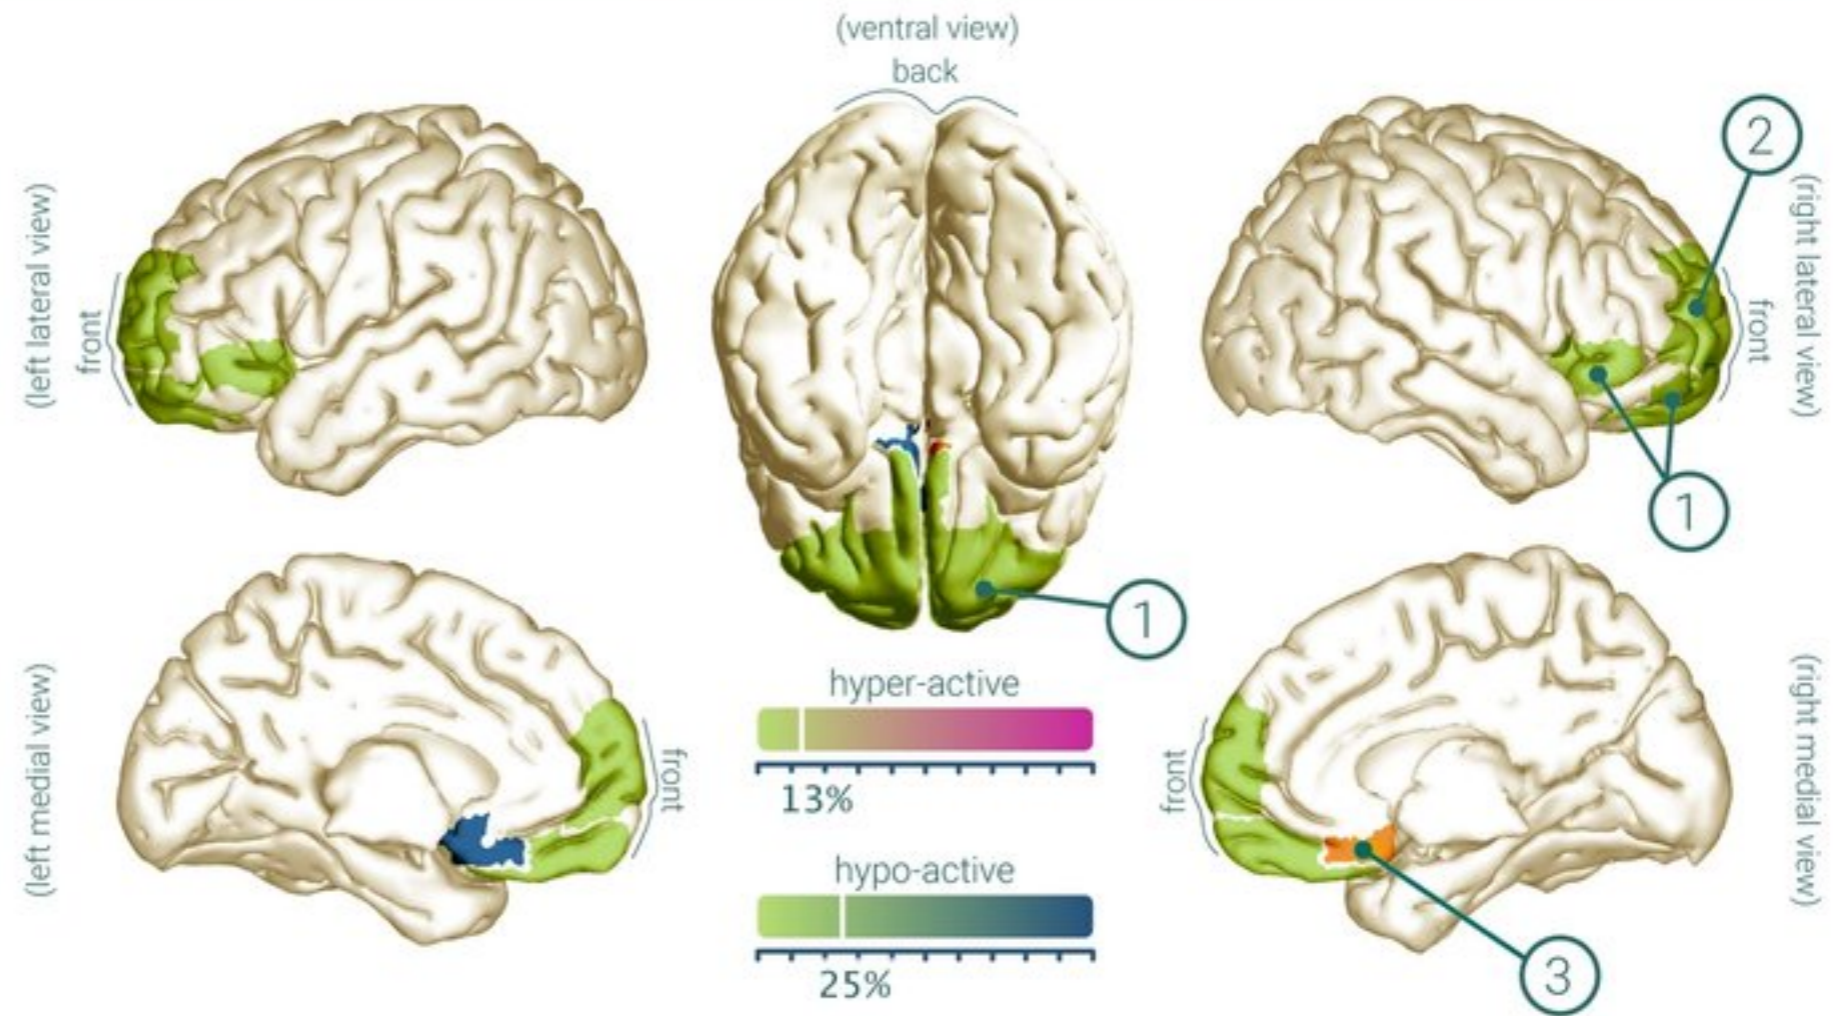 (ventral view)
back
(left lateral view)
front
2
(right lateral view)
front
1
1
(left medial view)
front
hyper-active
13%
hypo-active
25%
front
(right medial view)
3